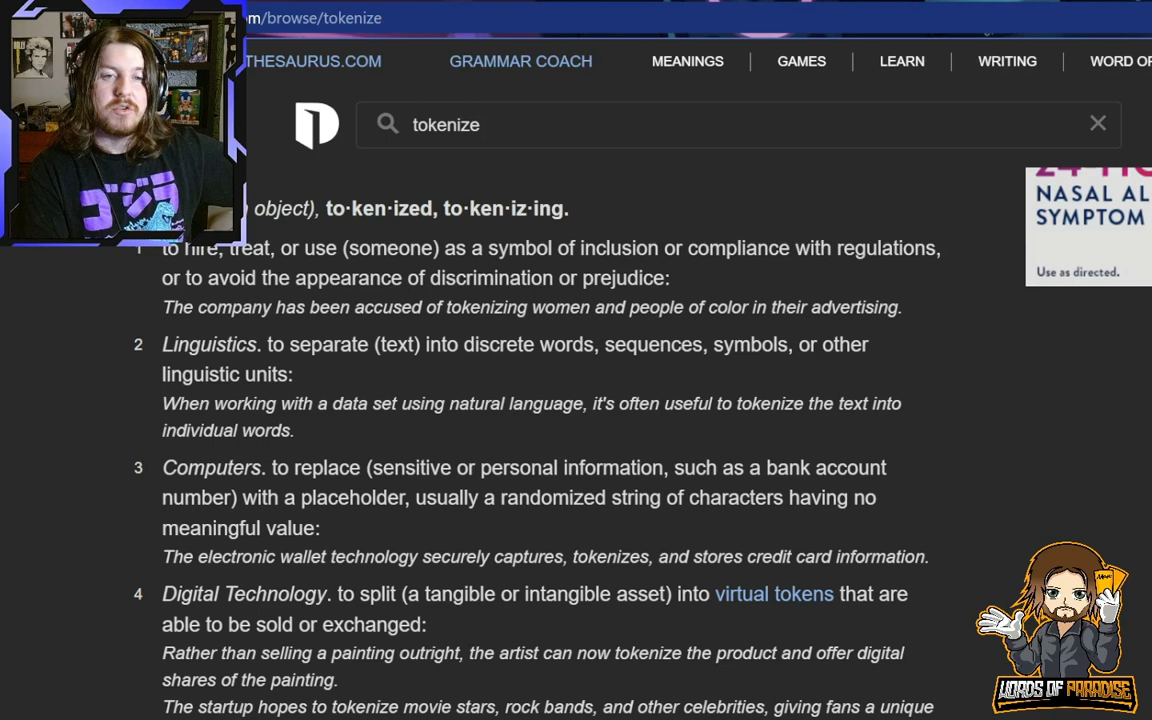 m/browse/tokenize
THESAURUS.COM GRAMMAR COACH MEANINGS GAMES LEARN WRITING WORD
tokenize
object), to·ken·ized, to·ken·iz·ing.
1 to hire, treat, or use (someone) as a symbol of inclusion or compliance with regulations,
or to avoid the appearance of discrimination or prejudice:
The company has been accused of tokenizing women and people of color in their advertising.
2 Linguistics. to separate (text) into discrete words, sequences, symbols, or other
linguistic units:
When working with a data set using natural language, it's often useful to tokenize the text into
individual words.
3 Computers. to replace (sensitive or personal information, such as a bank account
number) with a placeholder, usually a randomized string of characters having no
meaningful value:
The electronic wallet technology securely captures, tokenizes, and stores credit card information.
4 Digital Technology. to split (a tangible or intangible asset) into virtual tokens that are
able to be sold or exchanged:
Rather than selling a painting outright, the artist can now tokenize the product and offer digital
shares of the painting.
The startup hopes to tokenize movie stars, rock bands, and other celebrities, giving fans a unique
NASAL AL
SYMPTOM
Use as directed.
ゴジラ
WORDS OF PARADISE